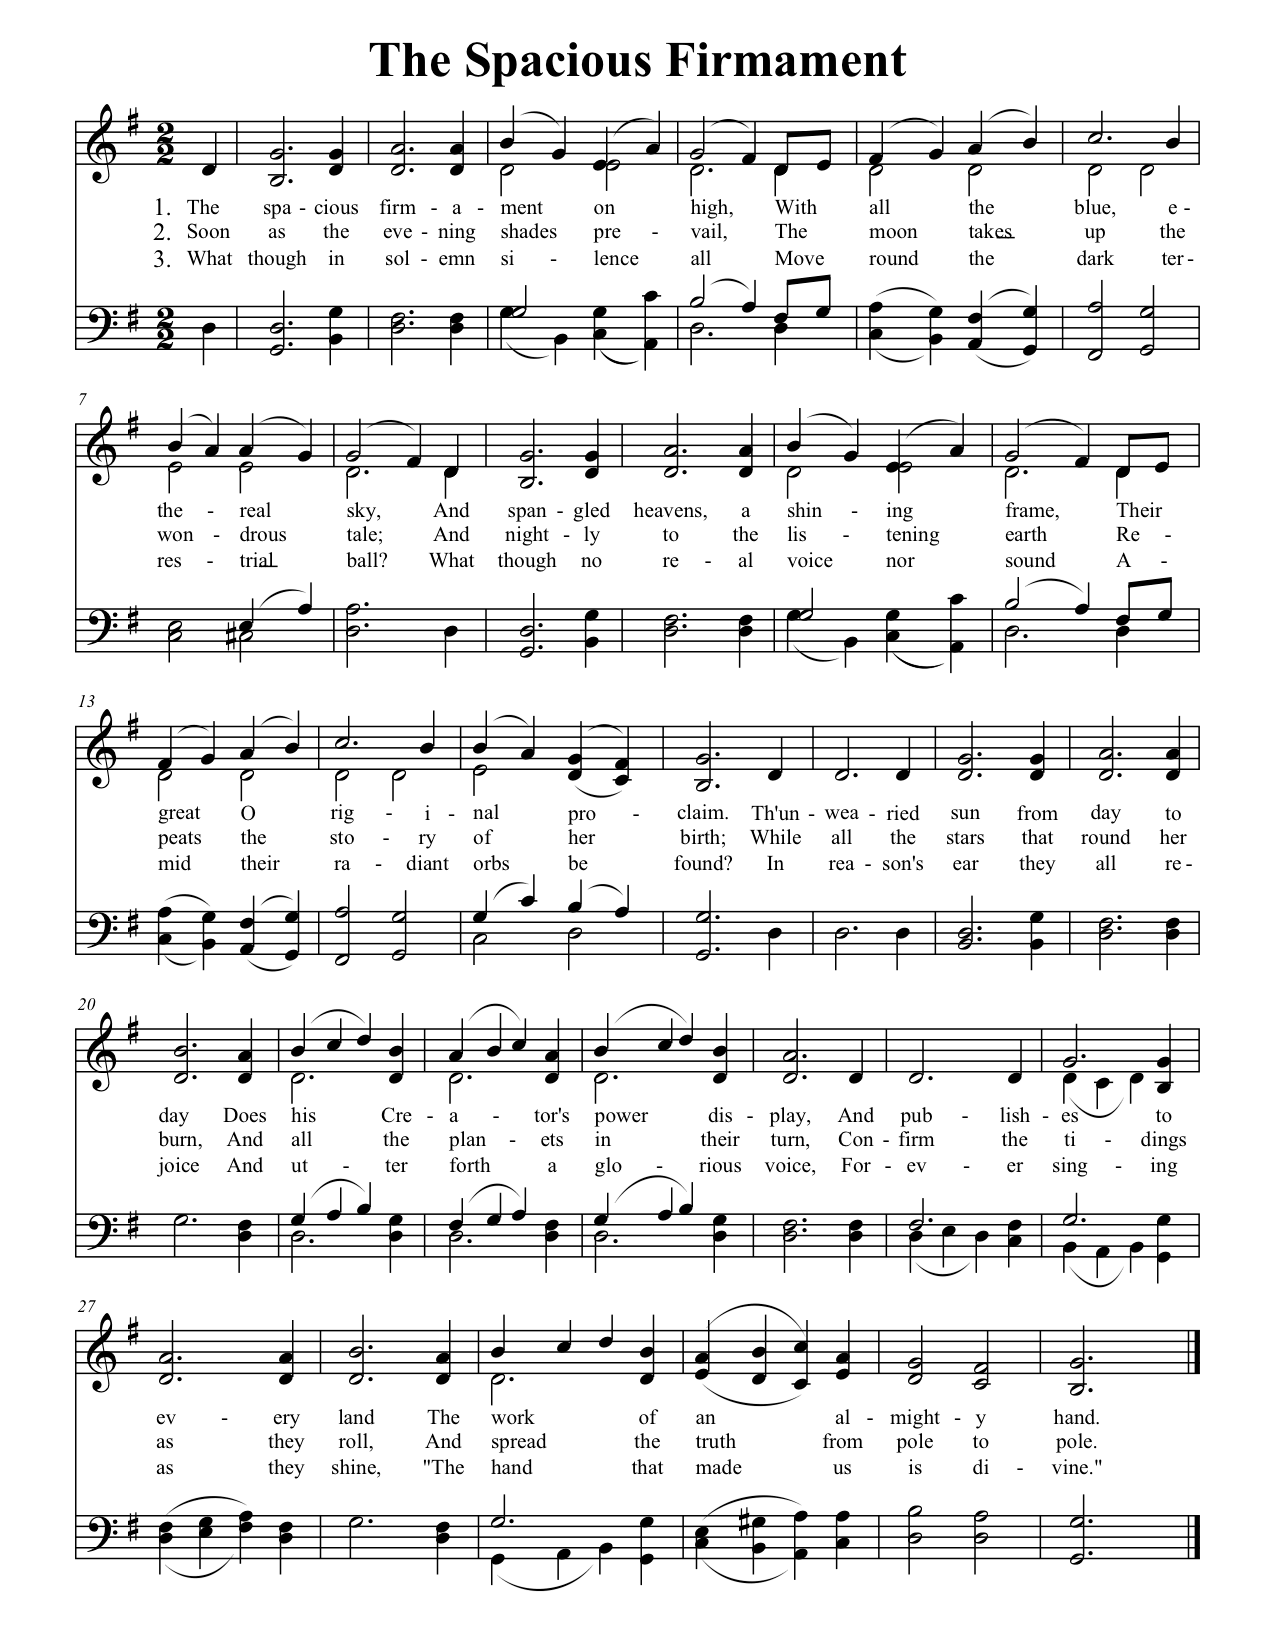 The Spacious Firmament
2
2
1. The spa - cious firm - a - ment on high, With all the blue, e -
2. Soon as the eve - ning shades pre - vail, The moon takes up the
3. What though in sol - emn si - lence all Move round the dark ter -
2
2
7
the - real sky, And span - gled heavens, a shin - ing frame, Their
won - drous tale; And night - ly to the lis - tening earth Re -
res - trial ball? What though no re - al voice nor sound A -
13
great O rig - i - nal pro - claim. Th'un - wea - ried sun from day to
peats the sto - ry of her birth; While all the stars that round her
mid their ra - diant orbs be found? In rea - son's ear they all re -
20
day Does his Cre - a - tor's power dis - play, And pub - lish - es to
burn, And all the plan - ets in their turn, Con - firm the ti - dings
joice And ut - ter forth a glo - rious voice, For - ev - er sing - ing
27
ev - ery land The work of an al - might - y hand.
as they roll, And spread the truth from pole to pole.
as they shine, "The hand that made us is di - vine."